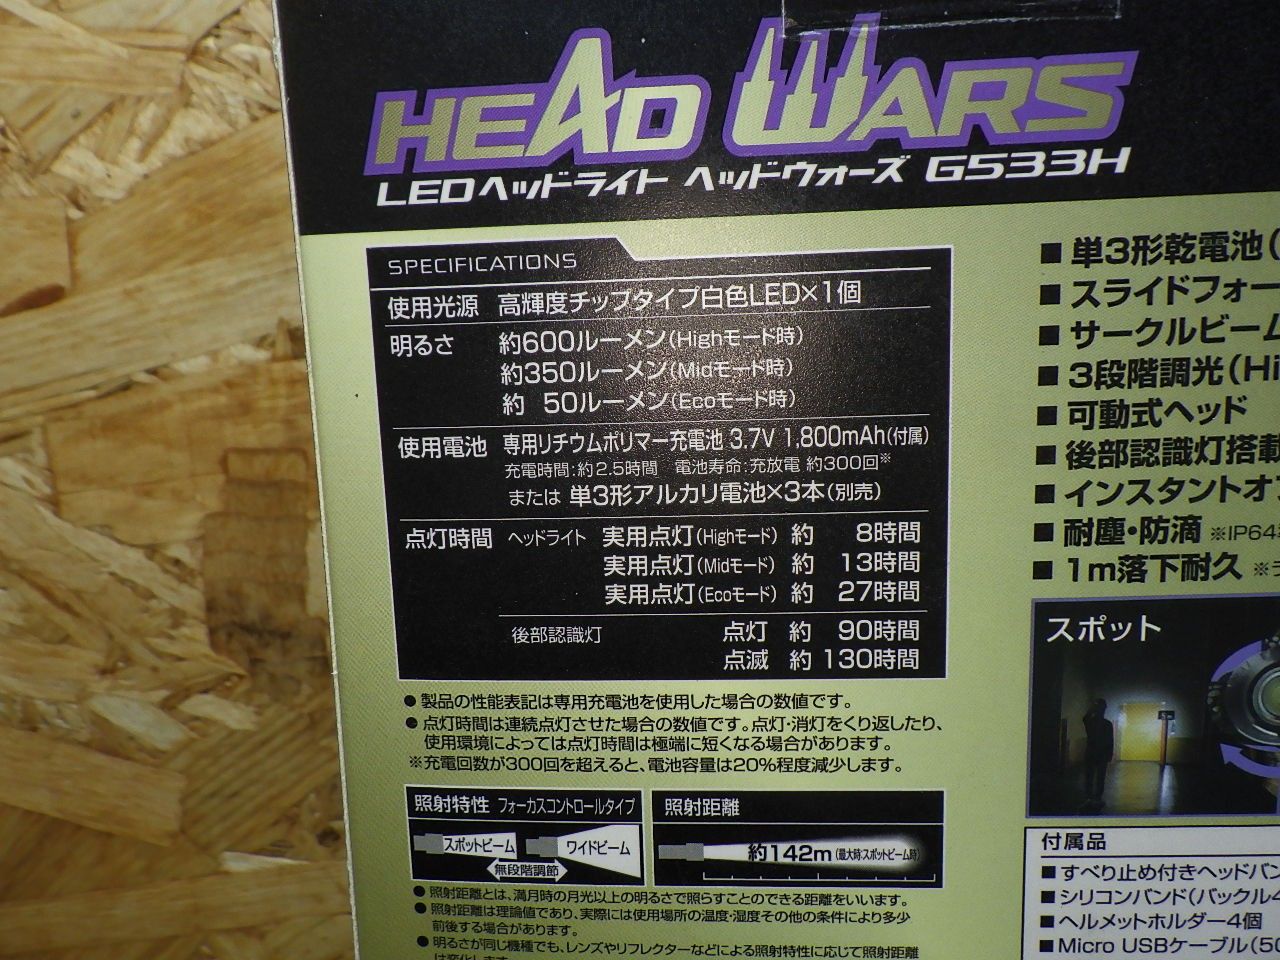 HEAD WARS
LEDヘッドライト ヘッドウォーズ G533H
SPECIFICATIONS
使用光源 高輝度チップタイプ白色LED×1個
明るさ 約600ルーメン(Highモード時)
約350ルーメン(Midモード時)
約 50ルーメン(Ecoモード時)
使用電池 専用リチウムポリマー充電池 3.7V 1,800mAh(付属)
充電時間:約2.5時間 電池寿命:充放電 約300回※
または 単3形アルカリ電池×3本(別売)
点灯時間 ヘッドライト 実用点灯(Highモード) 約 8時間
実用点灯(Midモード) 約 13時間
実用点灯(Ecoモード) 約 27時間
後部認識灯 点灯 約 90時間
点滅 約 130時間
●製品の性能表記は専用充電池を使用した場合の数値です。
●点灯時間は連続点灯させた場合の数値です。点灯・消灯をくり返したり、
使用環境によっては点灯時間は極端に短くなる場合があります。
※充電回数が300回を超えると、電池容量は20%程度減少します。
照射特性 フォーカスコントロールタイプ
スポットビーム ワイドビーム
無段階調節
照射距離
約142m(最大時:スポットビーム時)
●照射距離とは、満月時の月光以上の明るさで照らすことのできる距離をいいます。
●照射距離は理論値であり、実際には使用場所の温度・湿度その他の条件により多少
前後する場合があります。
●明るさが同じ機種でも、レンズやリフレクターなどによる照射特性に応じて照射距離
は変化します。
■単3形乾電池(
■スライドフォー
■サークルビーム
■3段階調光(Hi
■可動式ヘッド
■後部認識灯搭載
■インスタントオフ
■耐塵・防滴 ※IP64
■1m落下耐久
スポット
付属品
■すべり止め付きヘッドバン
■シリコンバンド(バックル4
■ヘルメットホルダー4個
■Micro USBケーブル(50